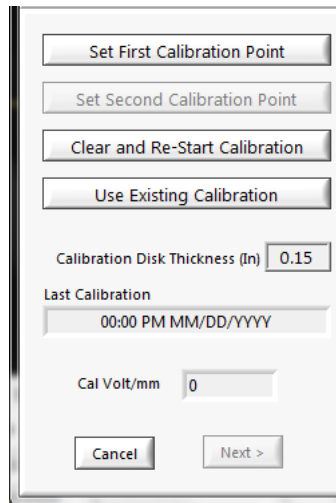 Set First Calibration Point
Set Second Calibration Point
Clear and Re-Start Calibration
Use Existing Calibration
Calibration Disk Thickness (In) 0.15
Last Calibration
00:00 PM MM/DD/YYYY
Cal Volt/mm 0
Cancel Next >